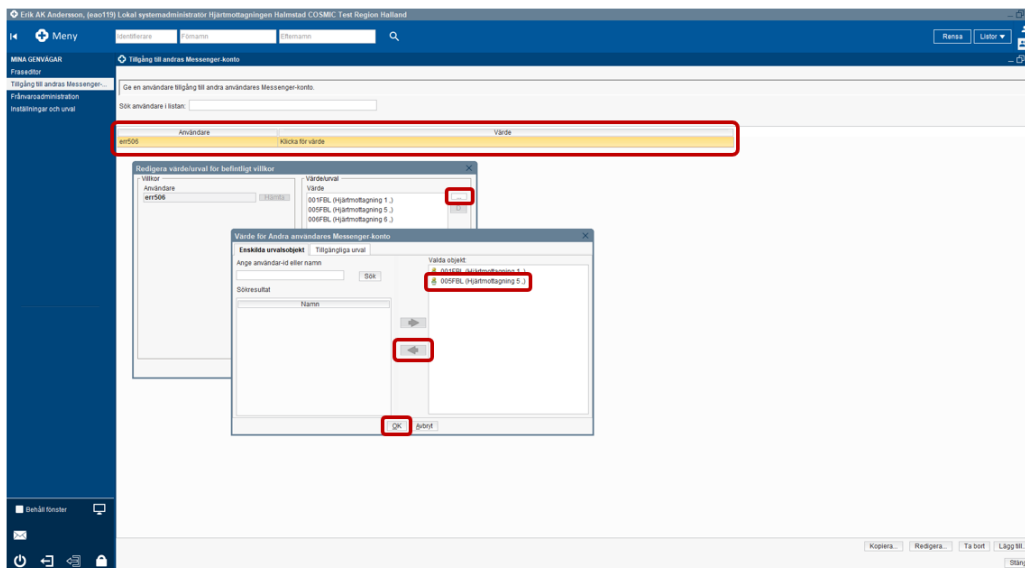 Erik AK Andersson, (eao119) Lokal systemadministratör Hjärtmottagningen Halmstad COSMIC Test Region Halland
Meny
Identifierare
Förnamn
Efternamn
Rensa
Listor
MINA GENVÄGAR
Fraseditor
Tillgång till andras Messenger-...
Frånvaroadministration
Inställningar och urval
Tillgång till andras Messenger-konto
Ge en användare tillgång till andra användares Messenger-konto.
Sök användare i listan:
Användare
Värde
err506
Klicka för värde
Redigera värde/urval för befintligt villkor
Villkor
Användare
err506
Hämta
Värde/urval
Värde
001FBL (Hjärtmottagning 1 ,)
005FBL (Hjärtmottagning 5 ,)
006FBL (Hjärtmottagning 6 ,)
...
Värde för Andra användares Messenger-konto
Enskilda urvalsobjekt
Tillgängliga urval
Ange användar-id eller namn
Sök
Sökresultat
Namn
Valda objekt:
001FBL (Hjärtmottagning 1 ,)
005FBL (Hjärtmottagning 5 ,)
OK
Avbryt
Behåll fönster
Kopiera...
Redigera...
Ta bort
Lägg till...
Stäng